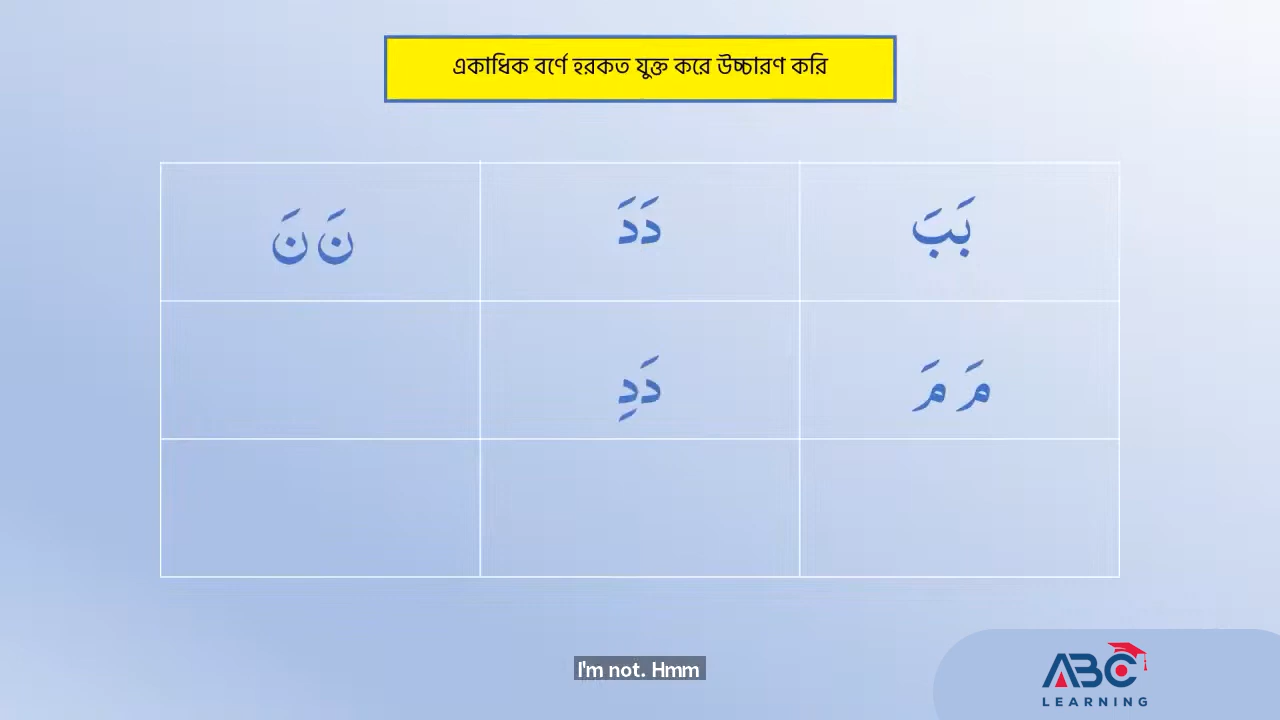 একাধিক বর্ণে হরকত যুক্ত করে উচ্চারণ করি
بَبَ
دَدَ
نَ نَ
مَ مَ
دَدِ
I'm not. Hmm
ABC
LEARNING